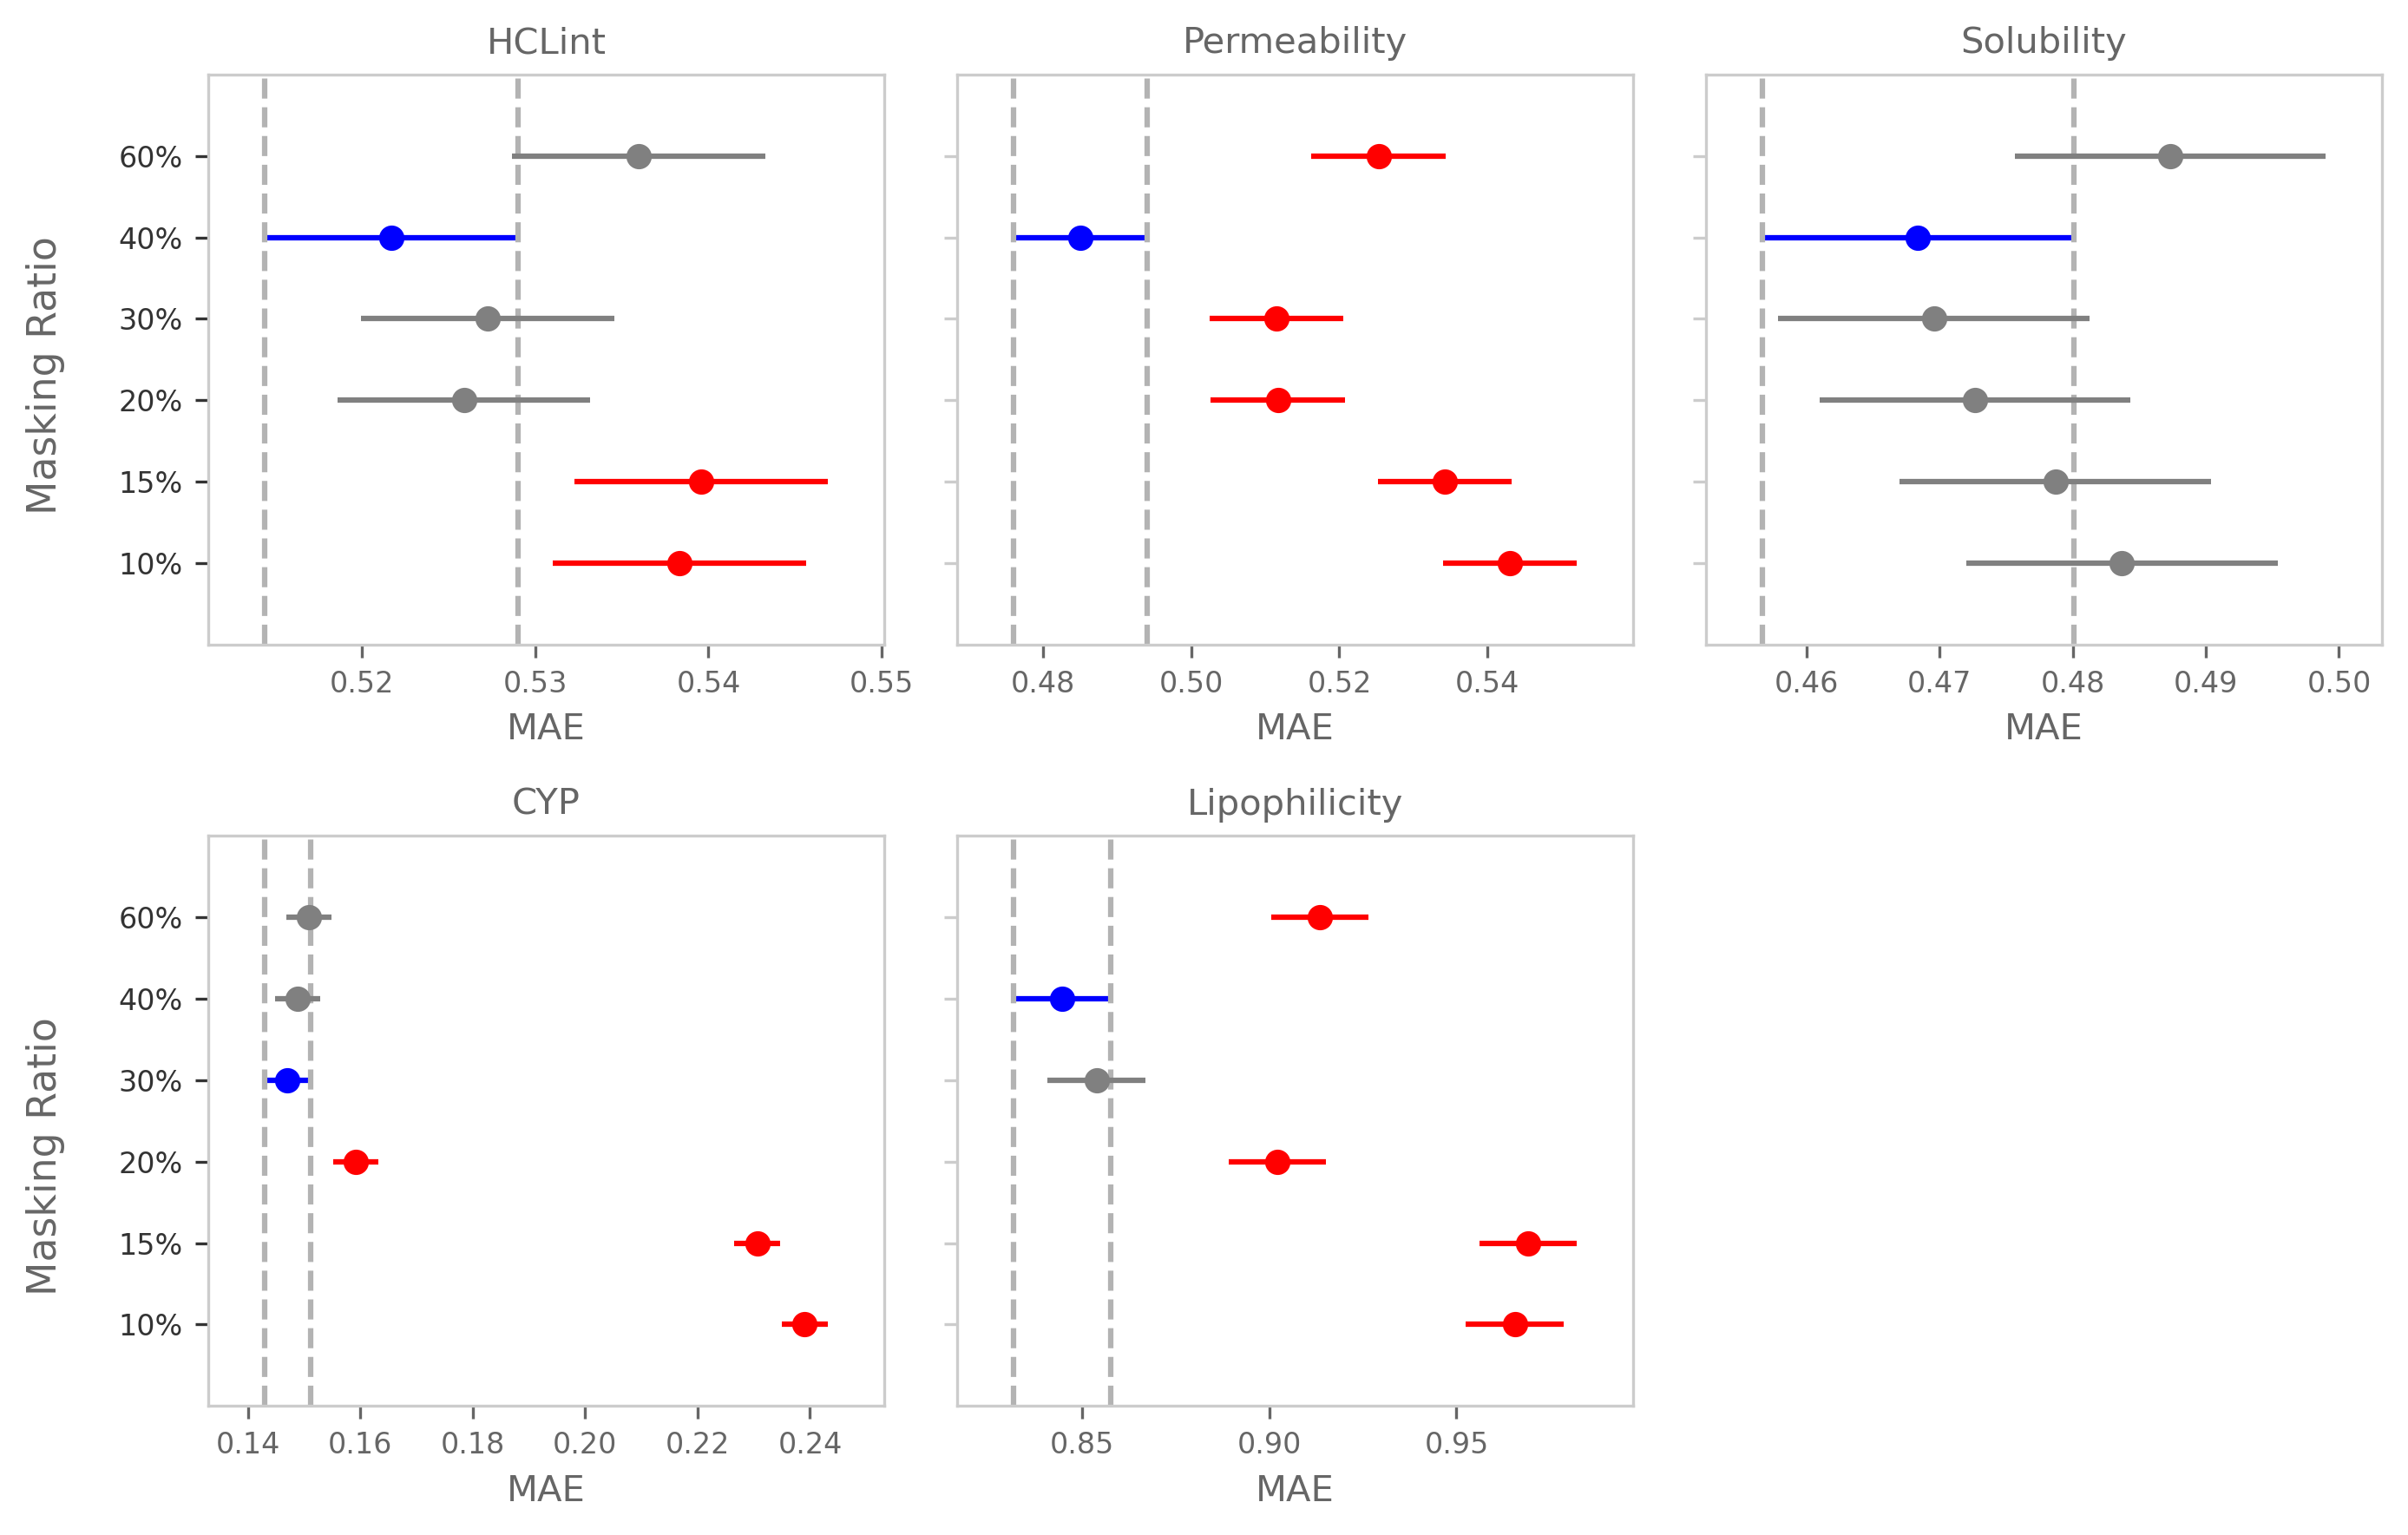 HCLint
Permeability
Solubility
Masking Ratio
60%
40%
30%
20%
15%
10%
0.52 0.53 0.54 0.55
0.48 0.50 0.52 0.54
0.46 0.47 0.48 0.49 0.50
MAE
MAE
MAE
CYP
Lipophilicity
Masking Ratio
60%
40%
30%
20%
15%
10%
0.14 0.16 0.18 0.20 0.22 0.24
0.85 0.90 0.95
MAE
MAE